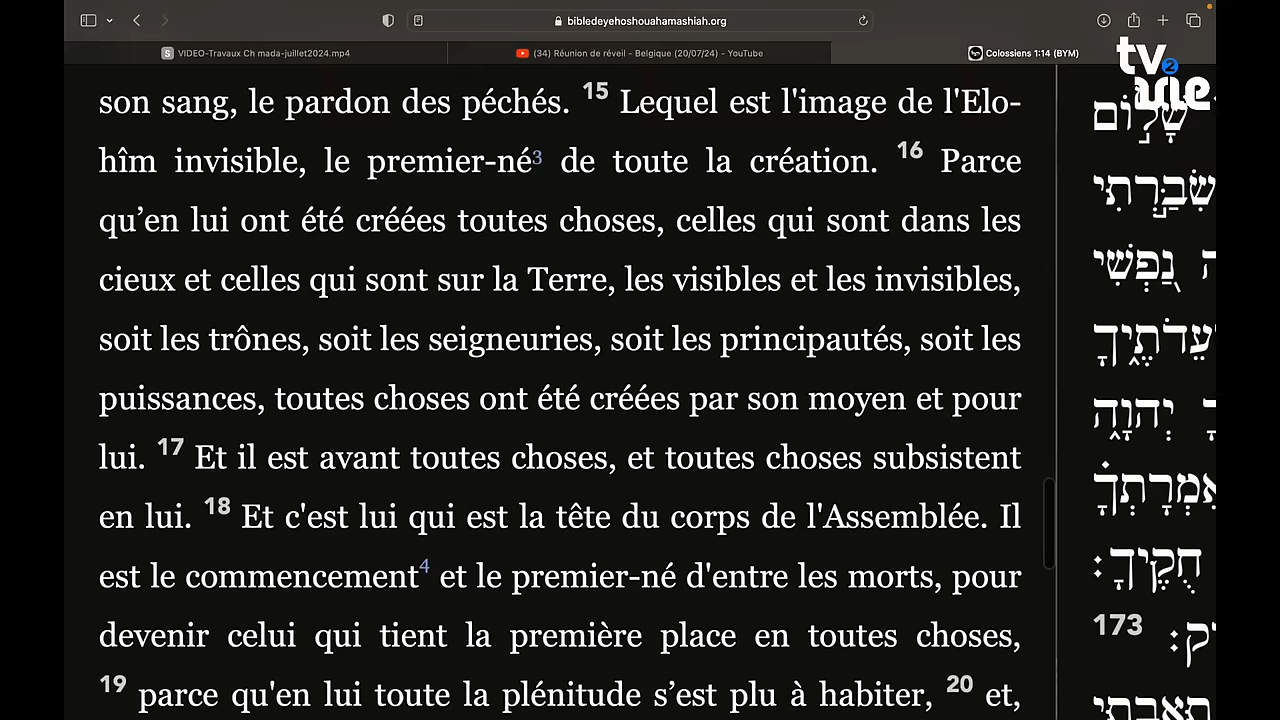 bibledeyehoshouahamashiah.org
VIDEO-Travaux Ch mada-juillet2024.mp4
(34) Réunion de réveil - Belgique (20/07/24) - YouTube
Colossiens 1:14 (BYM)
tv2vie
son sang, le pardon des péchés. 15 Lequel est l'image de l'Elo-
hîm invisible, le premier-né3 de toute la création. 16 Parce
qu’en lui ont été créées toutes choses, celles qui sont dans les
cieux et celles qui sont sur la Terre, les visibles et les invisibles,
soit les trônes, soit les seigneuries, soit les principautés, soit les
puissances, toutes choses ont été créées par son moyen et pour
lui. 17 Et il est avant toutes choses, et toutes choses subsistent
en lui. 18 Et c'est lui qui est la tête du corps de l'Assemblée. Il
est le commencement4 et le premier-né d'entre les morts, pour
devenir celui qui tient la première place en toutes choses,
19 parce qu'en lui toute la plénitude s’est plu à habiter, 20 et,
שָׁל֣וֹם
שִׂבַּ֣רְתִּי
נַ֭פְשִׁי
עֵדֹתֶ֑יךָ
יְהוָ֑ה
חֻקֶּֽיךָ׃
173